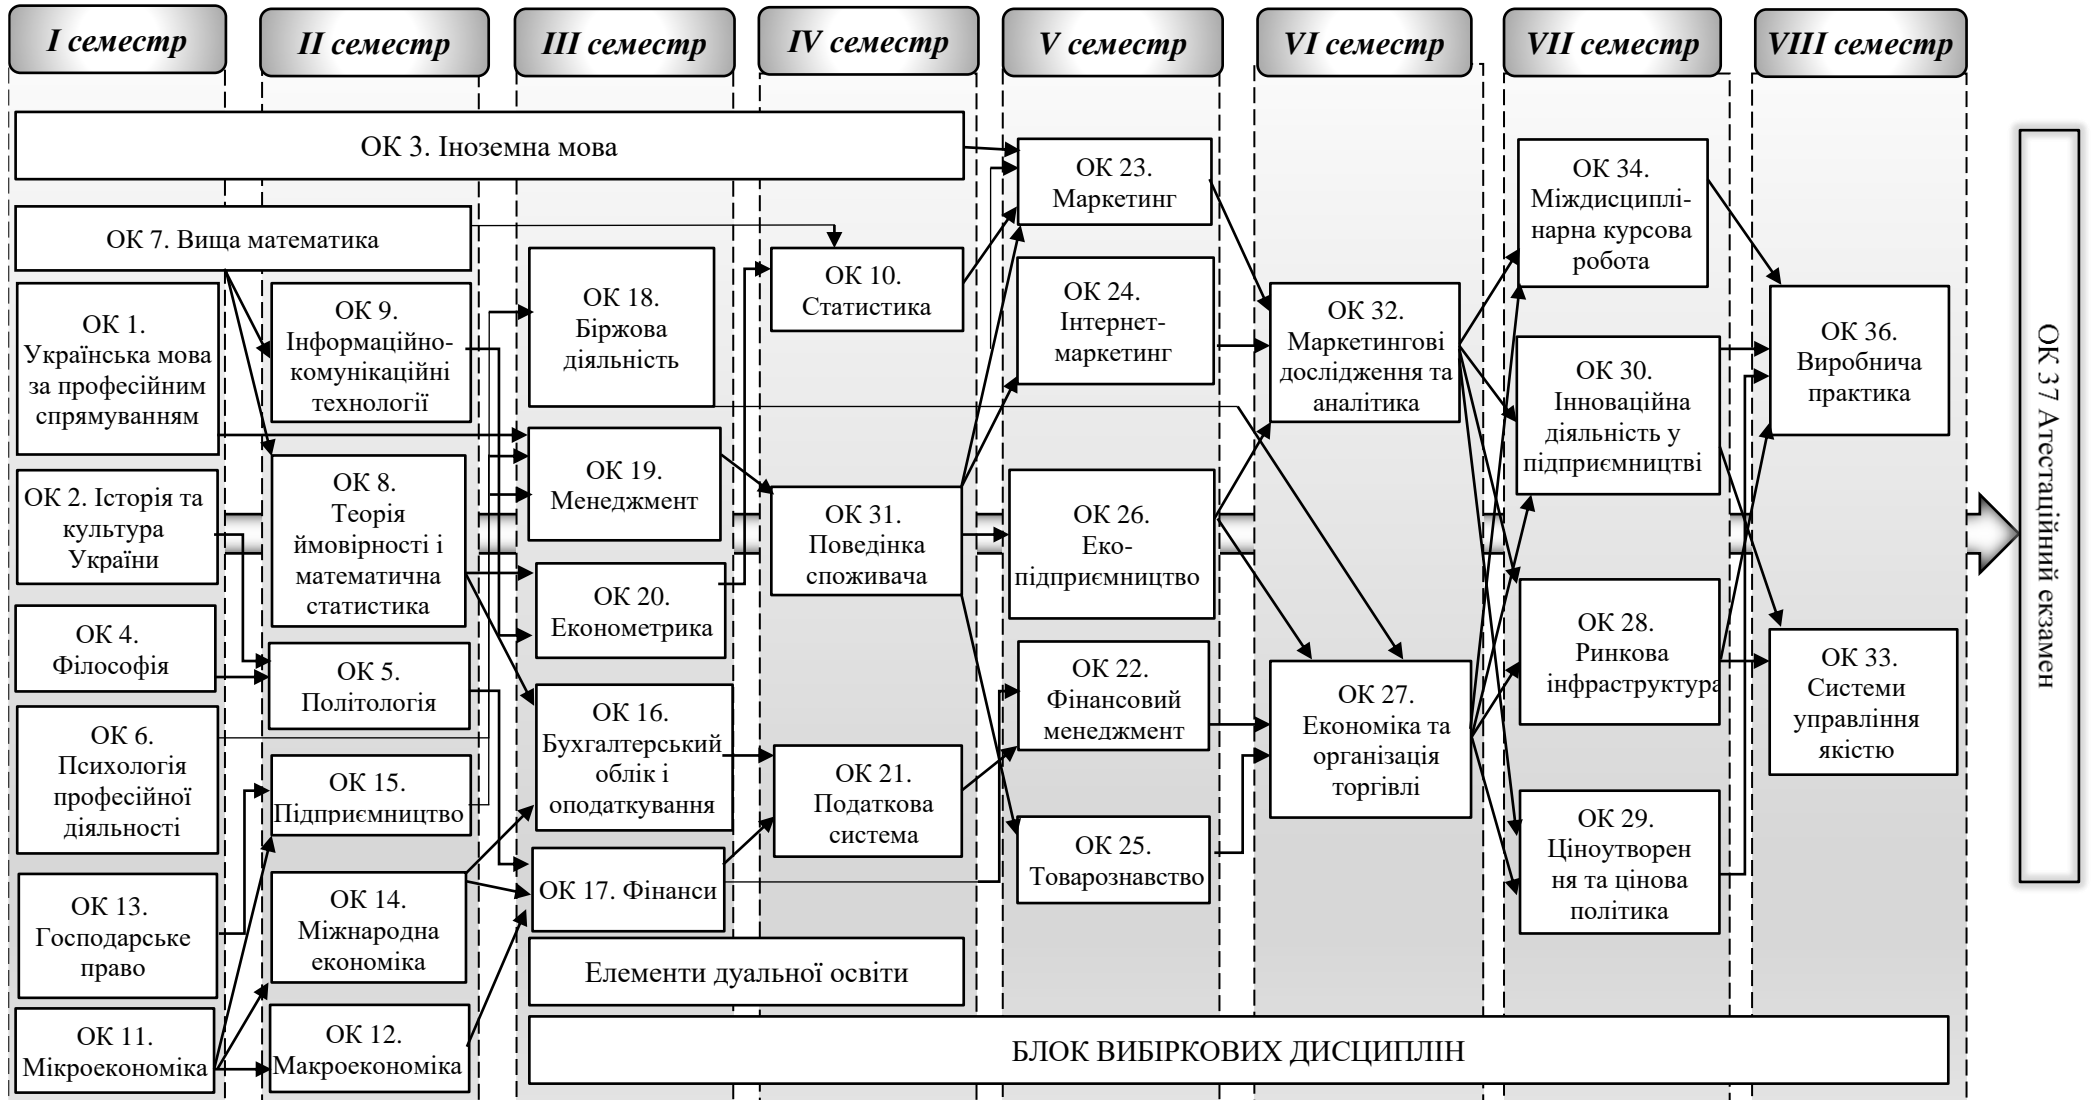 I семестр
II семестр
III семестр
IV семестр
V семестр
VI семестр
VII семестр
VIII семестр
ОК 3. Іноземна мова
ОК 7. Вища математика
ОК 1.
Українська мова
за професійним
спрямуванням
ОК 2. Історія та
культура
України
ОК 4.
Філософія
ОК 6.
Психологія
професійної
діяльності
ОК 13.
Господарське
право
ОК 11.
Мікроекономіка
ОК 9.
Інформаційно-
комунікаційні
технології
ОК 8.
Теорія
ймовірності і
математична
статистика
ОК 5.
Політологія
ОК 15.
Підприємництво
ОК 14.
Міжнародна
економіка
ОК 12.
Макроекономіка
ОК 18.
Біржова
діяльність
ОК 19.
Менеджмент
ОК 20.
Економетрика
ОК 16.
Бухгалтерський
облік і
оподаткування
ОК 17. Фінанси
Елементи дуальної освіти
ОК 10.
Статистика
ОК 31.
Поведінка
споживача
ОК 21.
Податкова
система
ОК 23.
Маркетинг
ОК 24.
Інтернет-
маркетинг
ОК 26.
Еко-
підприємництво
ОК 22.
Фінансовий
менеджмент
ОК 25.
Товарознавство
ОК 32.
Маркетингові
дослідження та
аналітика
ОК 27.
Економіка та
організація
торгівлі
ОК 34.
Міждисциплі-
нарна курсова
робота
ОК 30.
Інноваційна
діяльність у
підприємництві
ОК 28.
Ринкова
інфраструктура
ОК 29.
Ціноутворен
ня та цінова
політика
ОК 36.
Виробнича
практика
ОК 33.
Системи
управління
якістю
БЛОК ВИБІРКОВИХ ДИСЦИПЛІН
ОК 37 Атестаційний екзамен